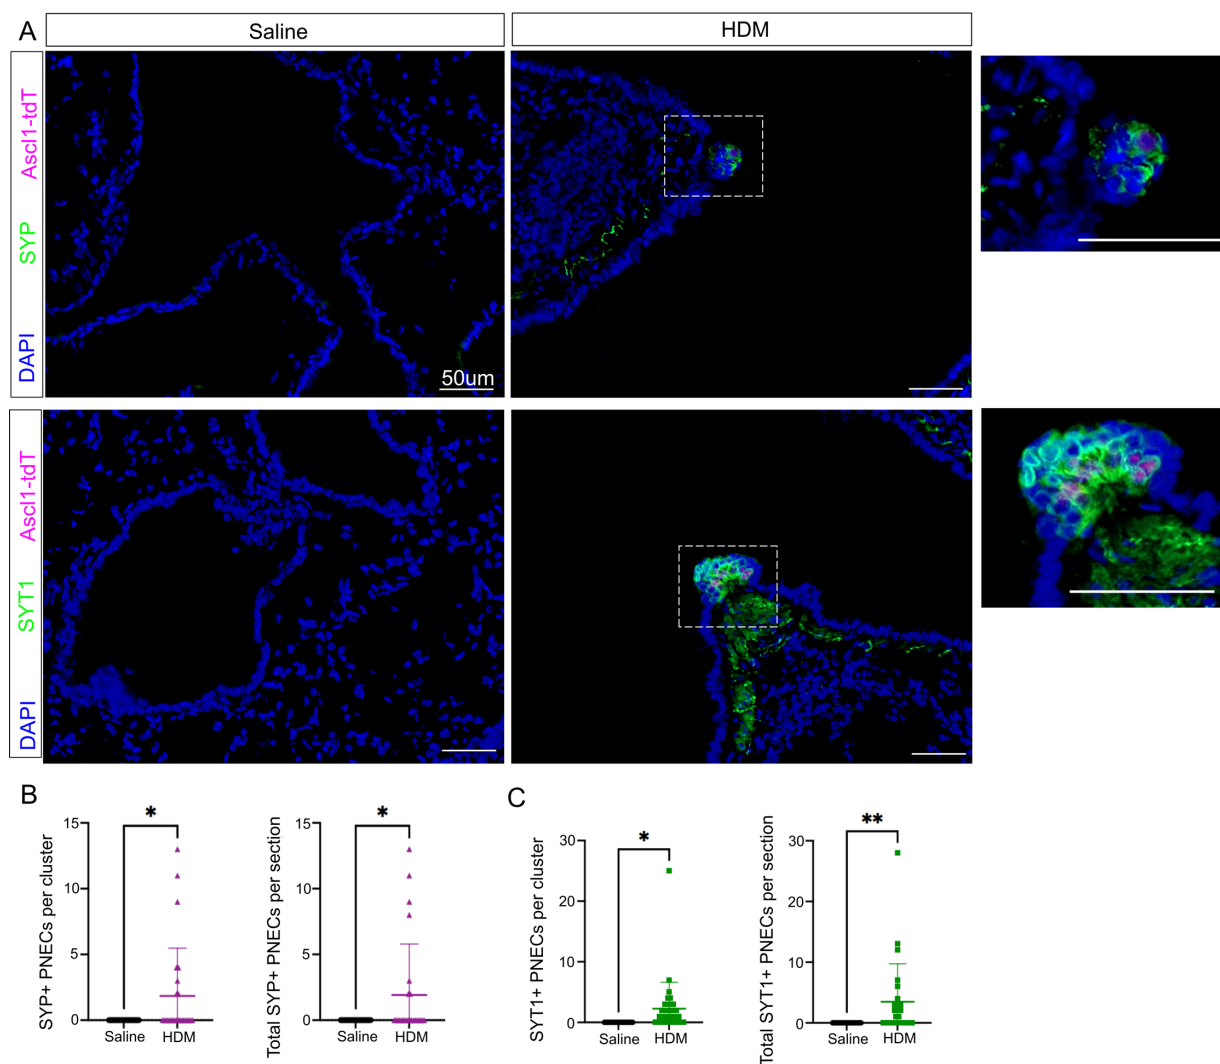 A
Saline
HDM
DAPI SYP Ascl1-tdT
50um
DAPI SYT1 Ascl1-tdT
B
SYP+ PNECs per cluster
15
10
5
0
*
Saline
HDM
Total SYP+ PNECs per section
15
10
5
0
*
Saline
HDM
C
SYT1+ PNECs per cluster
30
20
10
0
*
Saline
HDM
Total SYT1+ PNECs per section
30
20
10
0
**
Saline
HDM